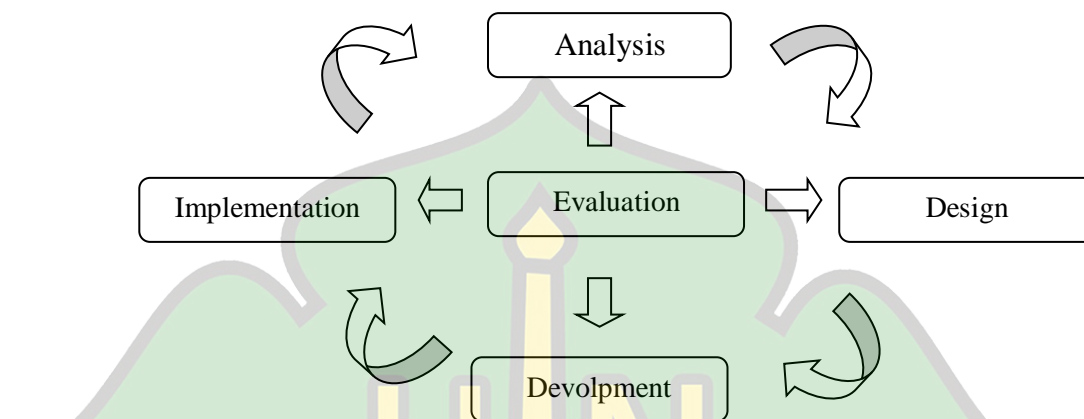 Analysis
Implementation
Evaluation
Design
Devolpment